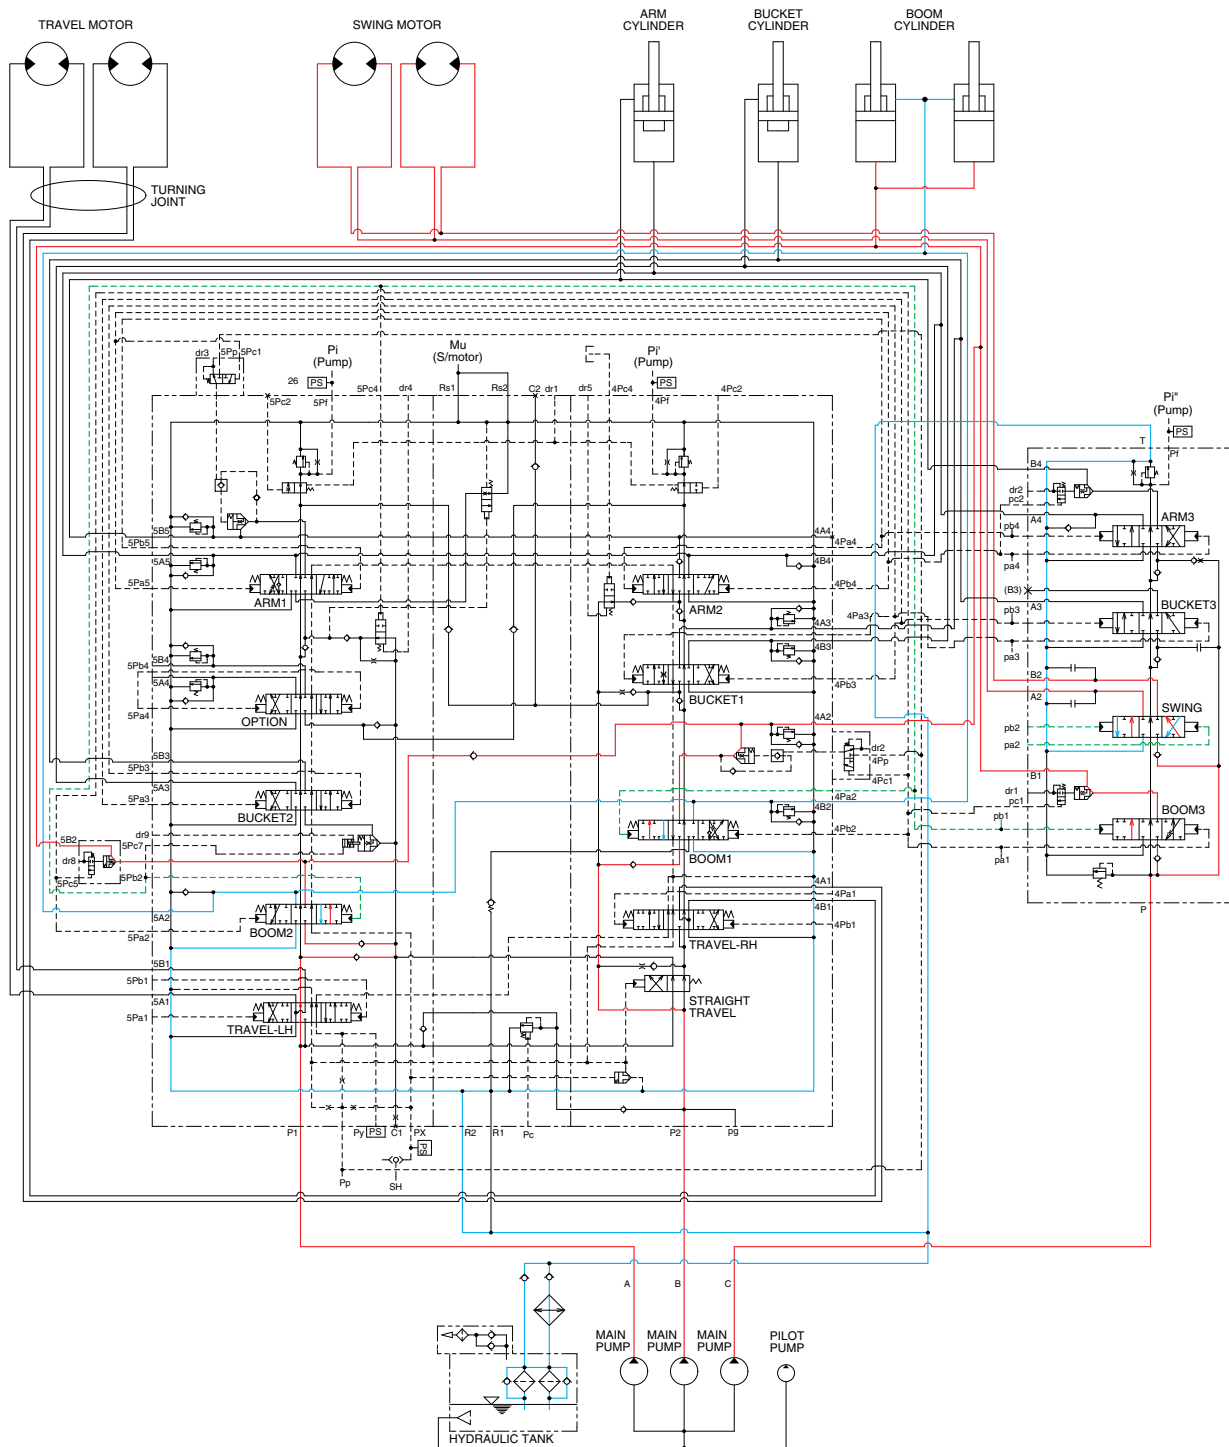 TRAVEL MOTOR
SWING MOTOR
ARM
CYLINDER
BUCKET
CYLINDER
BOOM
CYLINDER
TURNING
JOINT
dr3
5Pp
5Pc1
Pi
(Pump)
26
PS
5Pf
5Pc2
5Pc4
dr4
Mu
(S/motor)
Rs1
Rs2
C2
dr1
dr5
4Pc4
Pi'
(Pump)
PS
4Pf
4Pc2
Pi"
(Pump)
PS
T
Pf
B4
dr2
pc2
A4
pb4
ARM3
pa4
(B3)
A3
pb3
BUCKET3
pa3
B2
A2
SWING
pb2
pa2
B1
dr1
pc1
pb1
BOOM3
pa1
P
5B5
5Pb5
5A5
5Pa5
ARM1
5B4
5Pb4
5A4
5Pa4
OPTION
5B3
5Pb3
5A3
5Pa3
BUCKET2
dr9
5B2
5Pc7
dr8
5Pc5
5Pb2
5A2
5Pa2
BOOM2
5B1
5Pb1
5A1
5Pa1
TRAVEL-LH
4A4
4Pa4
4B4
4Pb4
ARM2
4A3
4Pa3
4B3
4Pb3
BUCKET1
4A2
dr2
4Pp
4Pc1
4Pa2
4B2
4Pb2
BOOM1
4A1
4Pa1
4B1
4Pb1
TRAVEL-RH
STRAIGHT
TRAVEL
P1
Py
PS
C1
PX
PS
R2
R1
Pc
P2
pg
Pp
SH
A
B
C
MAIN
PUMP
MAIN
PUMP
MAIN
PUMP
PILOT
PUMP
HYDRAULIC TANK